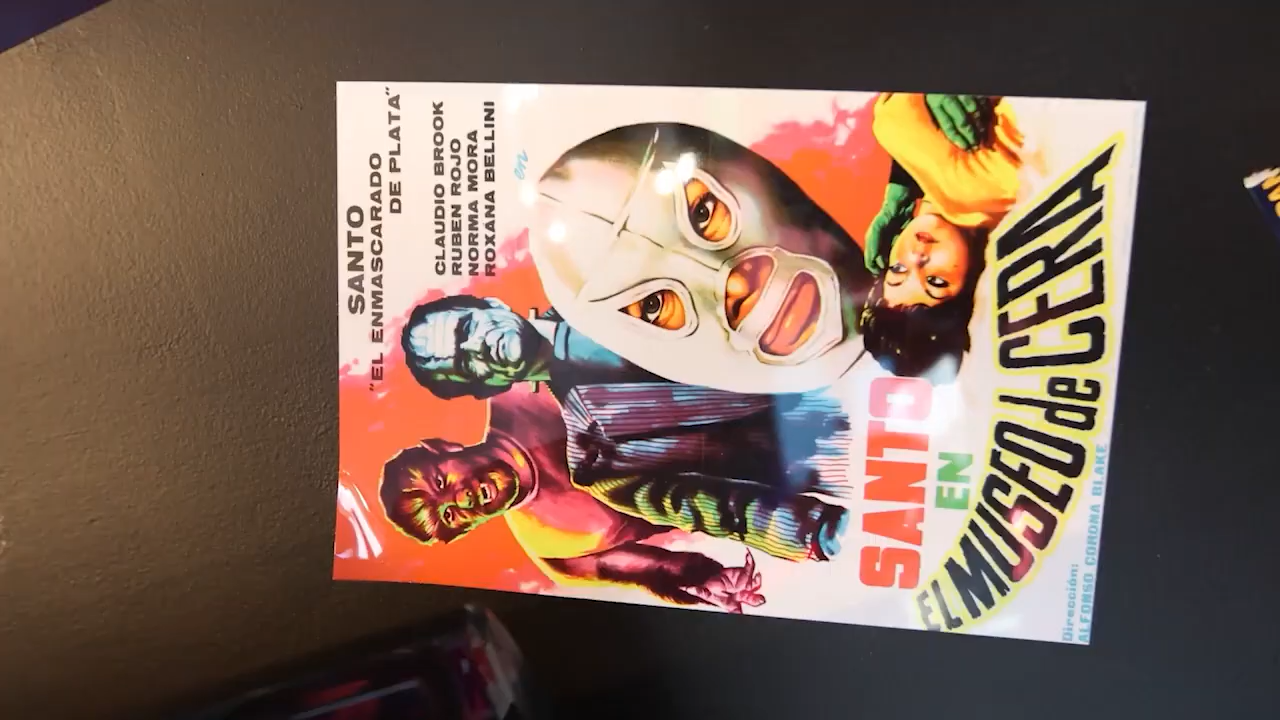 SANTO
"EL ENMASCARADO
DE PLATA"
CLAUDIO BROOK
RUBEN ROJO
NORMA MORA
ROXANA BELLINI
en
SANTO
EN
EL MUSEO de CERA
Dirección:
ALFONSO CORONA BLAKE